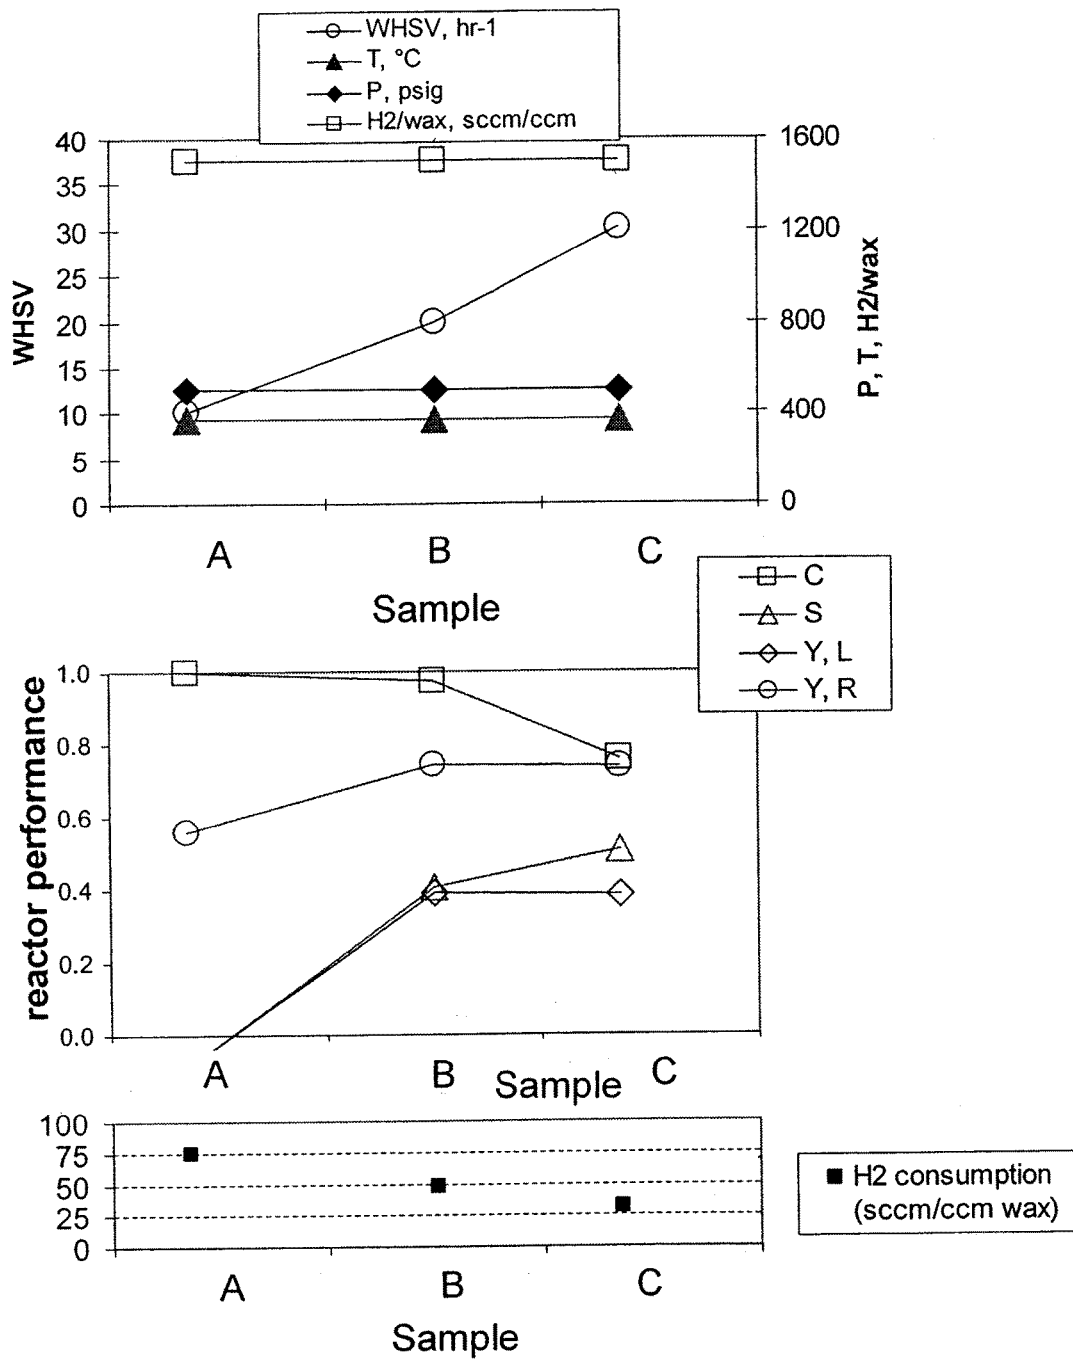 WHSV, hr-1
T, °C
P, psig
H2/wax, sccm/ccm
40
35
30
25
20
15
10
5
0
WHSV
1600
1200
800
400
0
P, T, H2/wax
A B C
Sample
C
S
Y, L
Y, R
1.0
0.8
0.6
0.4
0.2
0.0
reactor performance
A B C
Sample
100
75
50
25
0
H2 consumption
(sccm/ccm wax)
A B C
Sample